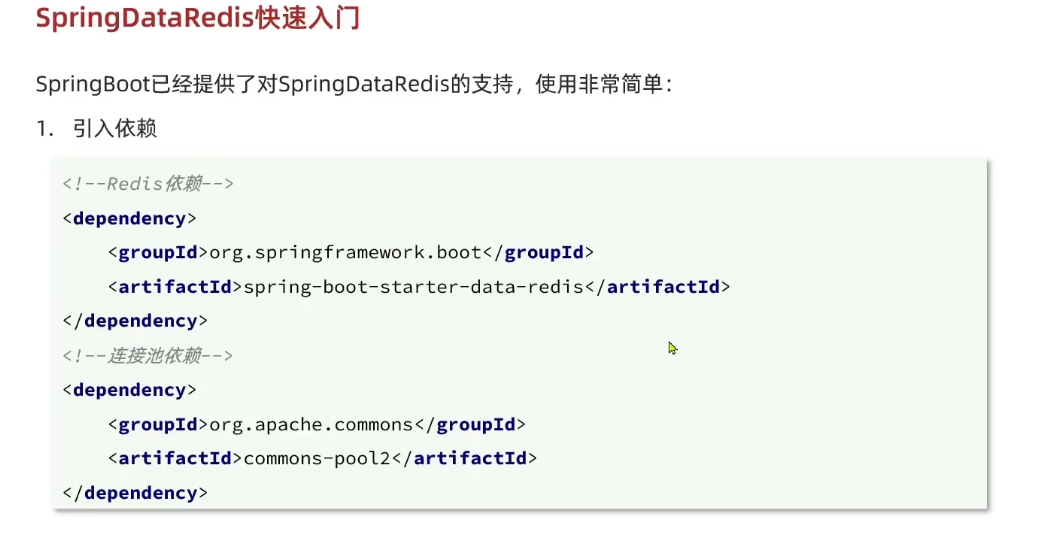 SpringDataRedis快速入门
SpringBoot已经提供了对SpringDataRedis的支持，使用非常简单：
1. 引入依赖
<!--Redis依赖-->
<dependency>
    <groupId>org.springframework.boot</groupId>
    <artifactId>spring-boot-starter-data-redis</artifactId>
</dependency>
<!--连接池依赖-->
<dependency>
    <groupId>org.apache.commons</groupId>
    <artifactId>commons-pool2</artifactId>
</dependency>